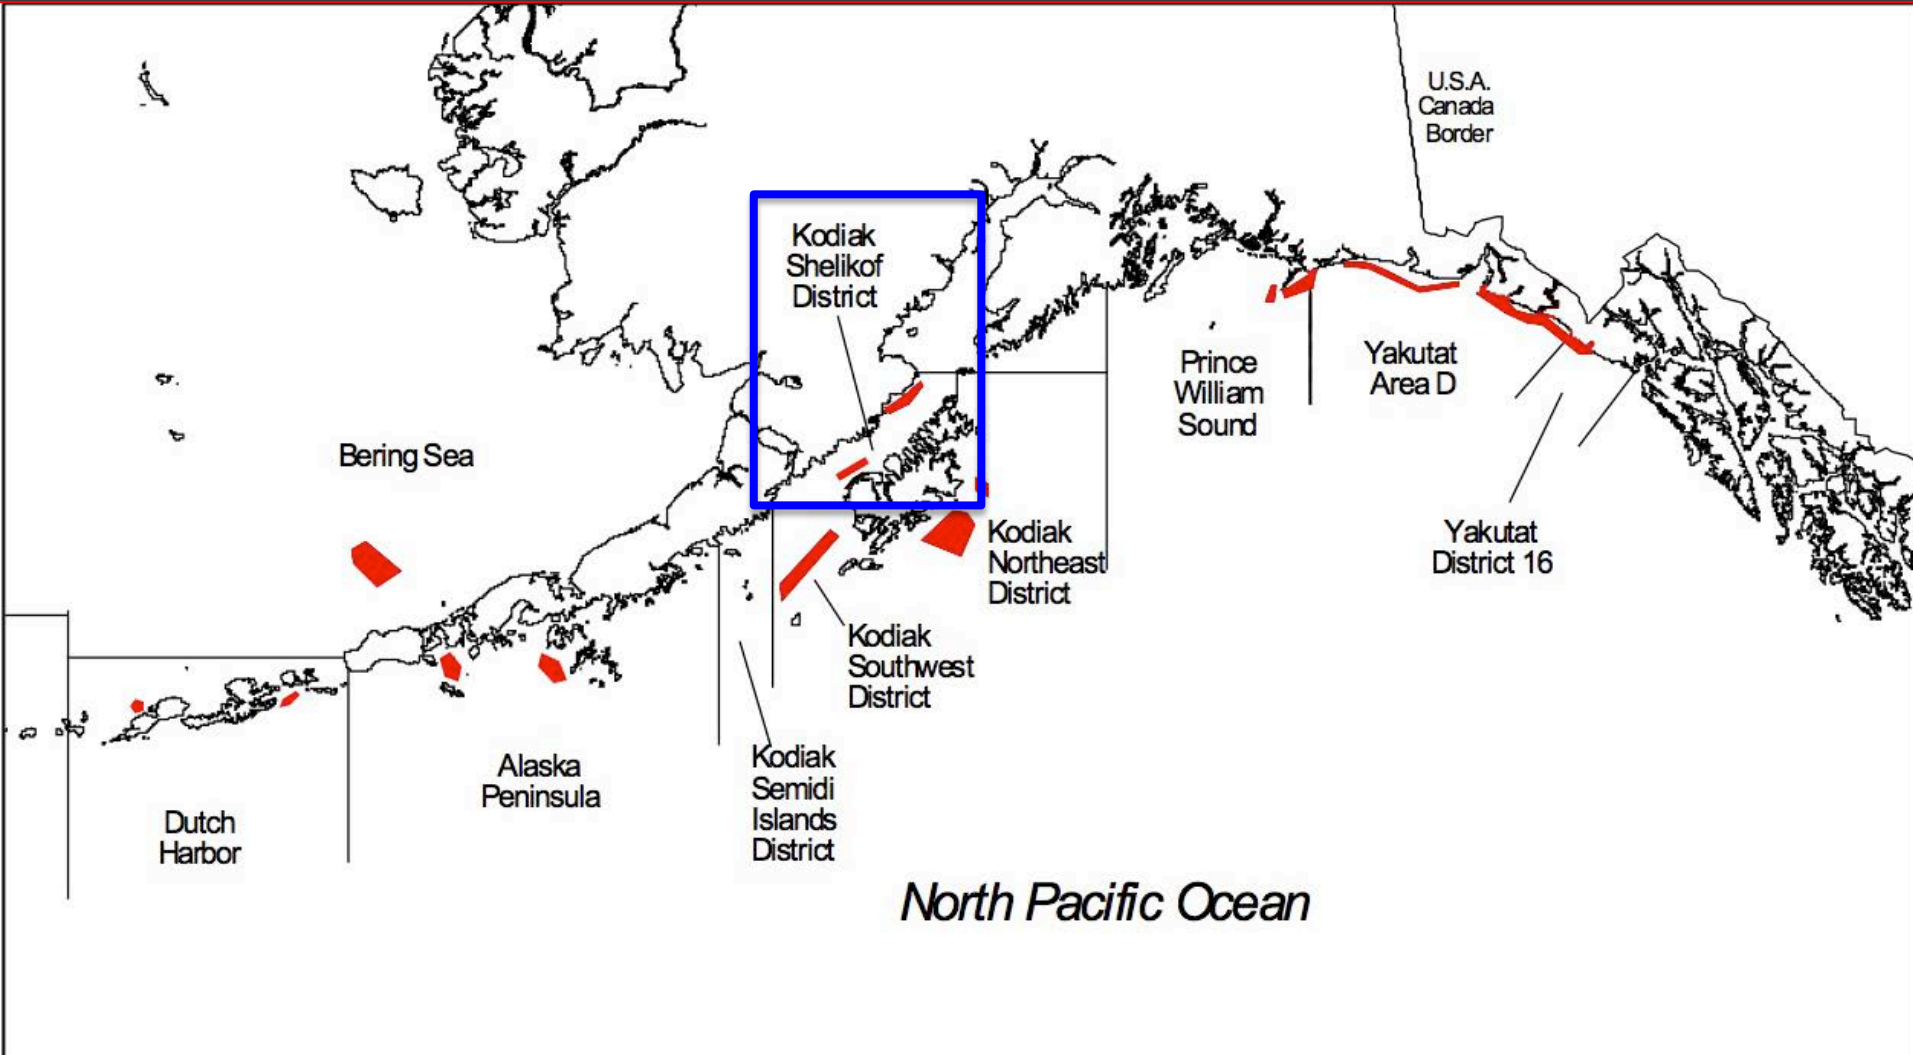 U.S.A.
Canada
Border
Kodiak
Shelikof
District
Prince
William
Sound
Yakutat
Area D
Bering Sea
Kodiak
Northeast
District
Yakutat
District 16
Kodiak
Southwest
District
Kodiak
Semidi
Islands
District
Alaska
Peninsula
Dutch
Harbor
North Pacific Ocean